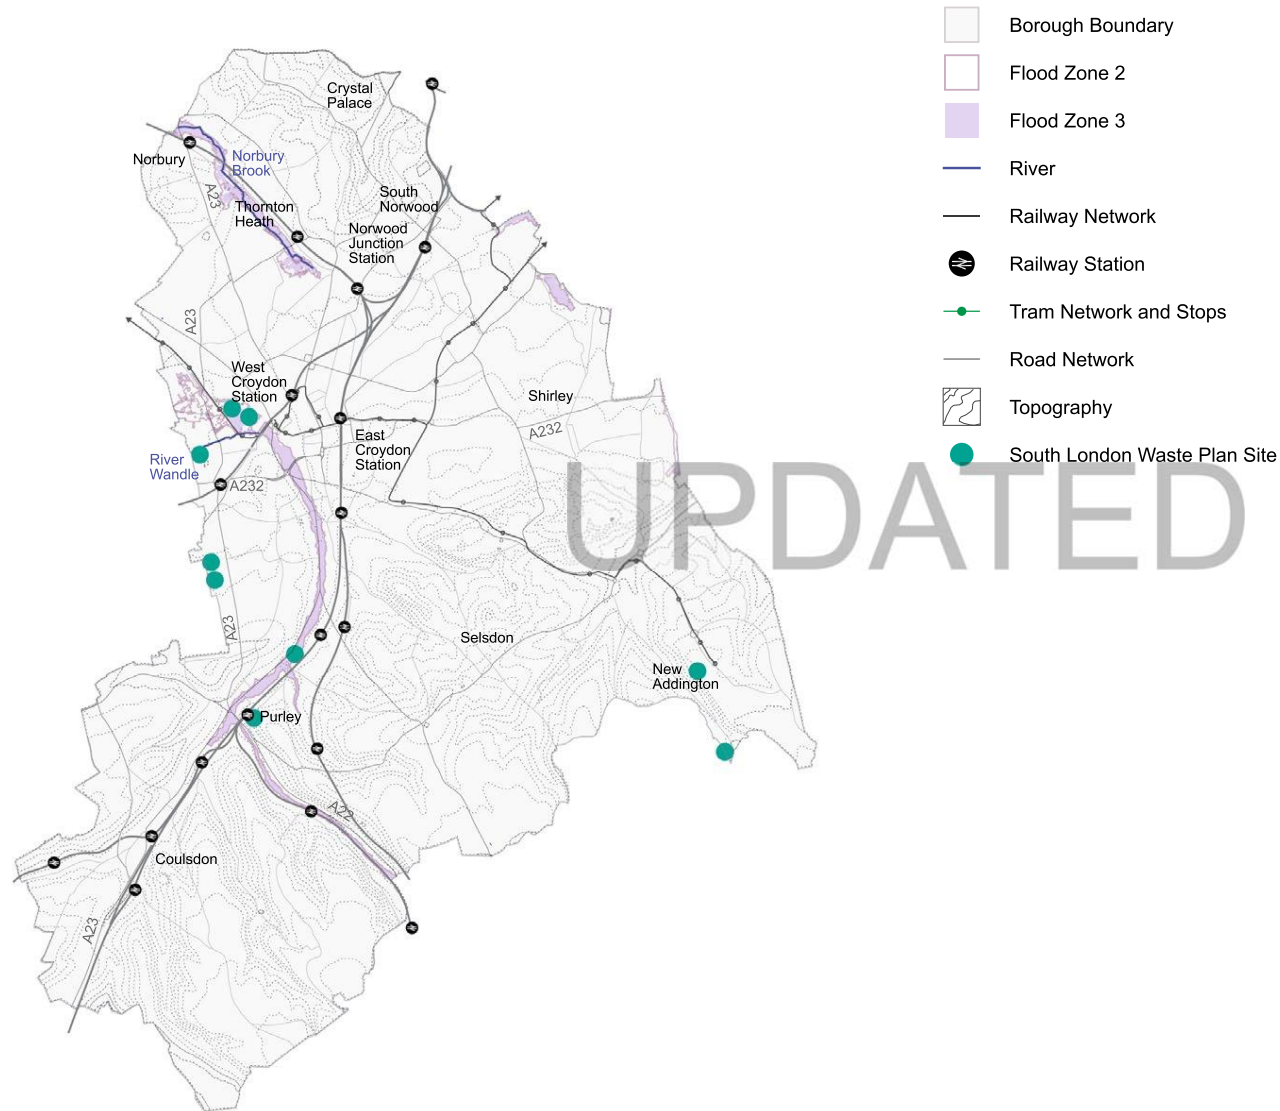 Borough Boundary
Flood Zone 2
Flood Zone 3
River
Railway Network
Railway Station
Tram Network and Stops
Road Network
Topography
South London Waste Plan Site
Crystal
Palace
Norbury
Norbury
Brook
A23
South
Norwood
Thornton
Heath
Norwood
Junction
Station
A23
West
Croydon
Station
Shirley
A232
East
Croydon
Station
River
Wandle
A232
UPDATED
A23
Selsdon
New
Addington
Purley
A22
Coulsdon
A23